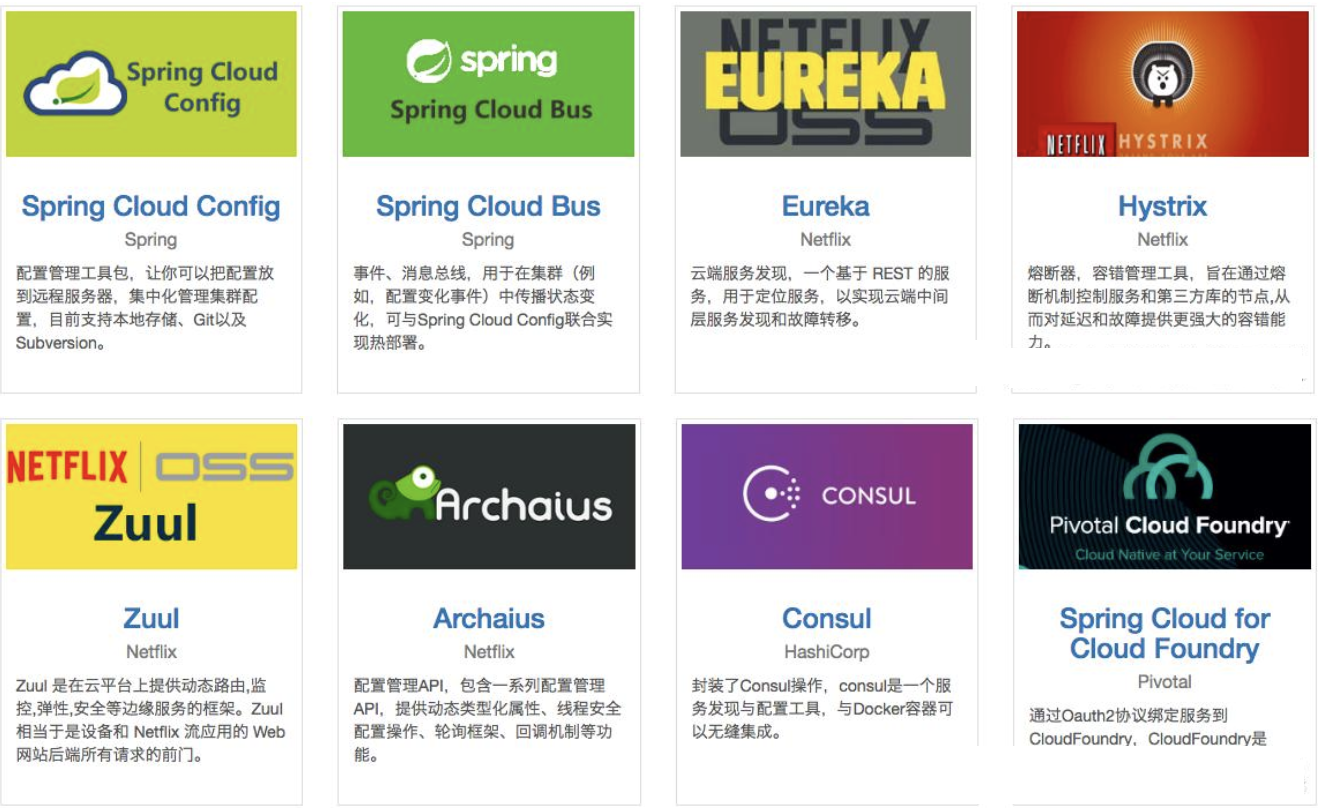 Spring Cloud
Config
Spring Cloud Config
Spring
配置管理工具包，让你可以把配置放
到远程服务器，集中化管理集群配
置，目前支持本地存储、Git以及
Subversion。
spring
Spring Cloud Bus
Spring Cloud Bus
Spring
事件、消息总线，用于在集群（例
如，配置变化事件）中传播状态变
化，可与Spring Cloud Config联合实
现热部署。
NETFLIX
EUREKA
OSS
Eureka
Netflix
云端服务发现，一个基于 REST 的服
务，用于定位服务，以实现云端中间
层服务发现和故障转移。
NETFLIX HYSTRIX
Hystrix
Netflix
熔断器，容错管理工具，旨在通过熔
断机制控制服务和第三方库的节点,从
而对延迟和故障提供更强大的容错能
力。
NETFLIX OSS
Zuul
Zuul
Netflix
Zuul 是在云平台上提供动态路由,监
控,弹性,安全等边缘服务的框架。Zuul
相当于是设备和 Netflix 流应用的 Web
网站后端所有请求的前门。
Archaius
Archaius
Netflix
配置管理API，包含一系列配置管理
API，提供动态类型化属性、线程安全
配置操作、轮询框架、回调机制等功
能。
CONSUL
Consul
HashiCorp
封装了Consul操作，consul是一个服
务发现与配置工具，与Docker容器可
以无缝集成。
Pivotal Cloud Foundry
Cloud Native at Your Service
Spring Cloud for
Cloud Foundry
Pivotal
通过Oauth2协议绑定服务到
CloudFoundry，CloudFoundry是